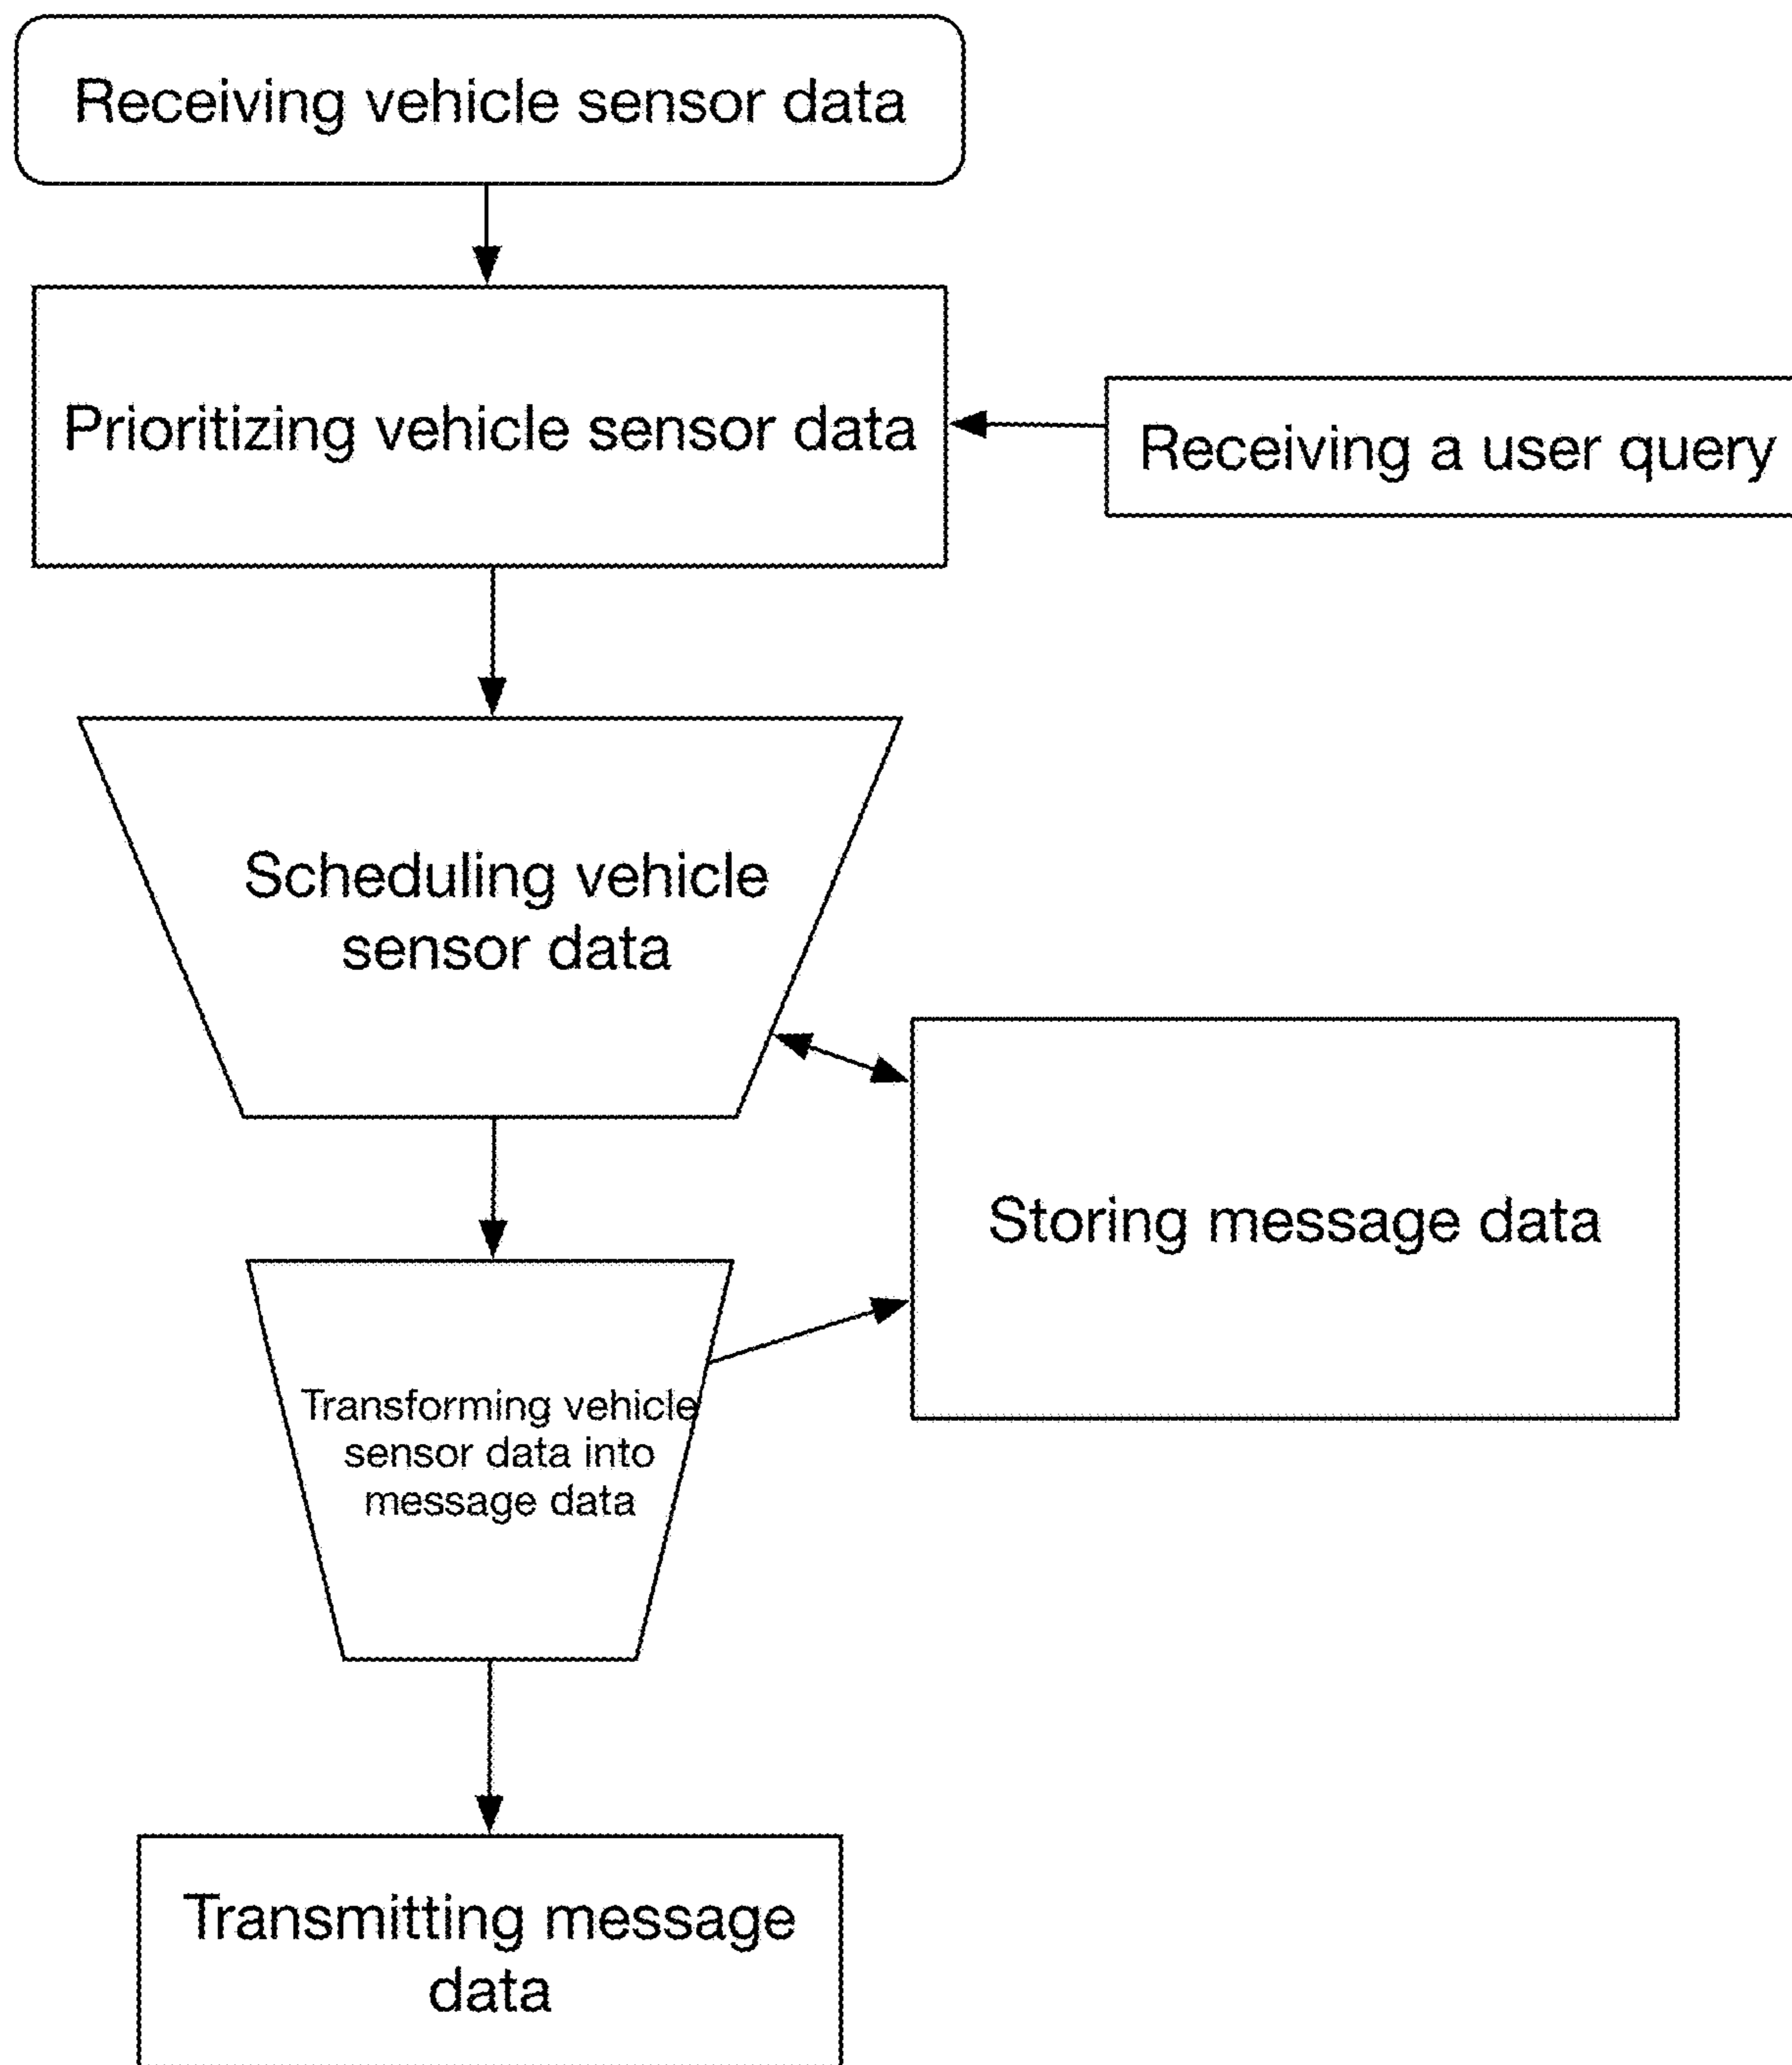 Receiving vehicle sensor data
Prioritizing vehicle sensor data
Receiving a user query
Scheduling vehicle
sensor data
Storing message data
Transforming vehicle
sensor data into
message data
Transmitting message
data